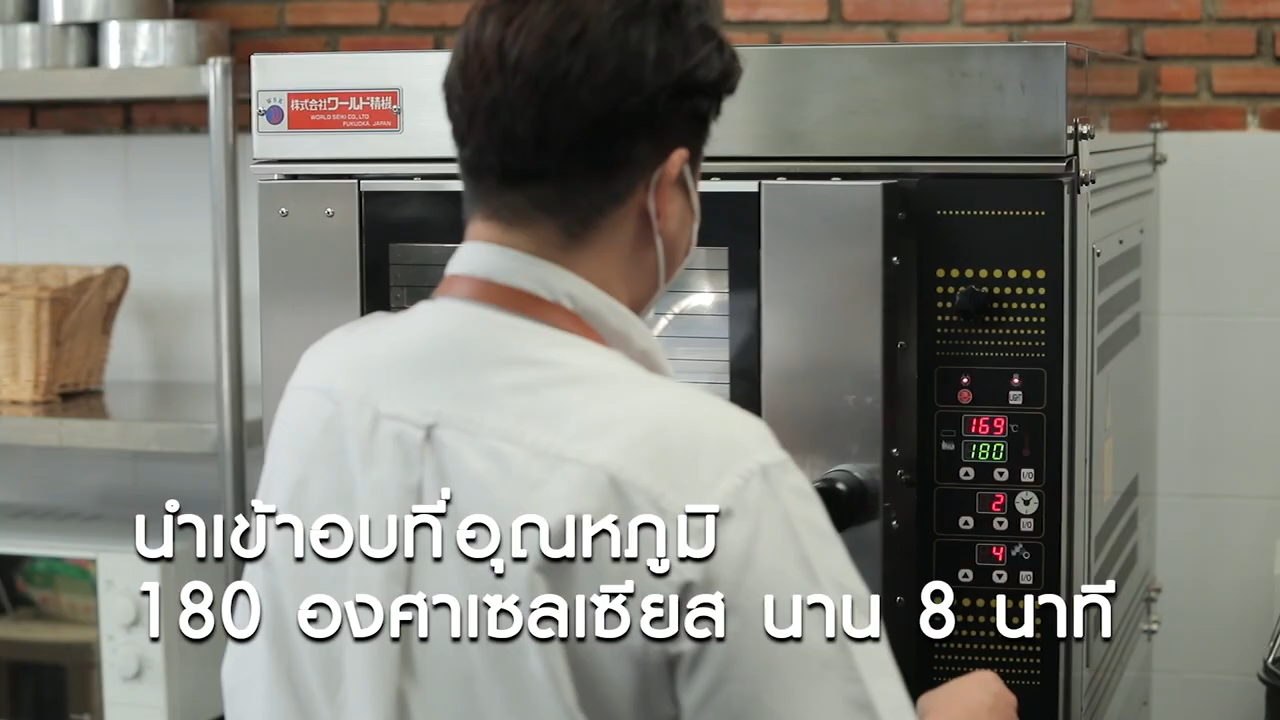 株式会社ワールド精機
WORLD SEIKI CO.,LTD
FUKUOKA, JAPAN
LIGHT
169 ℃
180
I/O
2
I/O
4
I/O
นำเข้าอบที่อุณหภูมิ
180 องศาเซลเซียส นาน 8 นาที